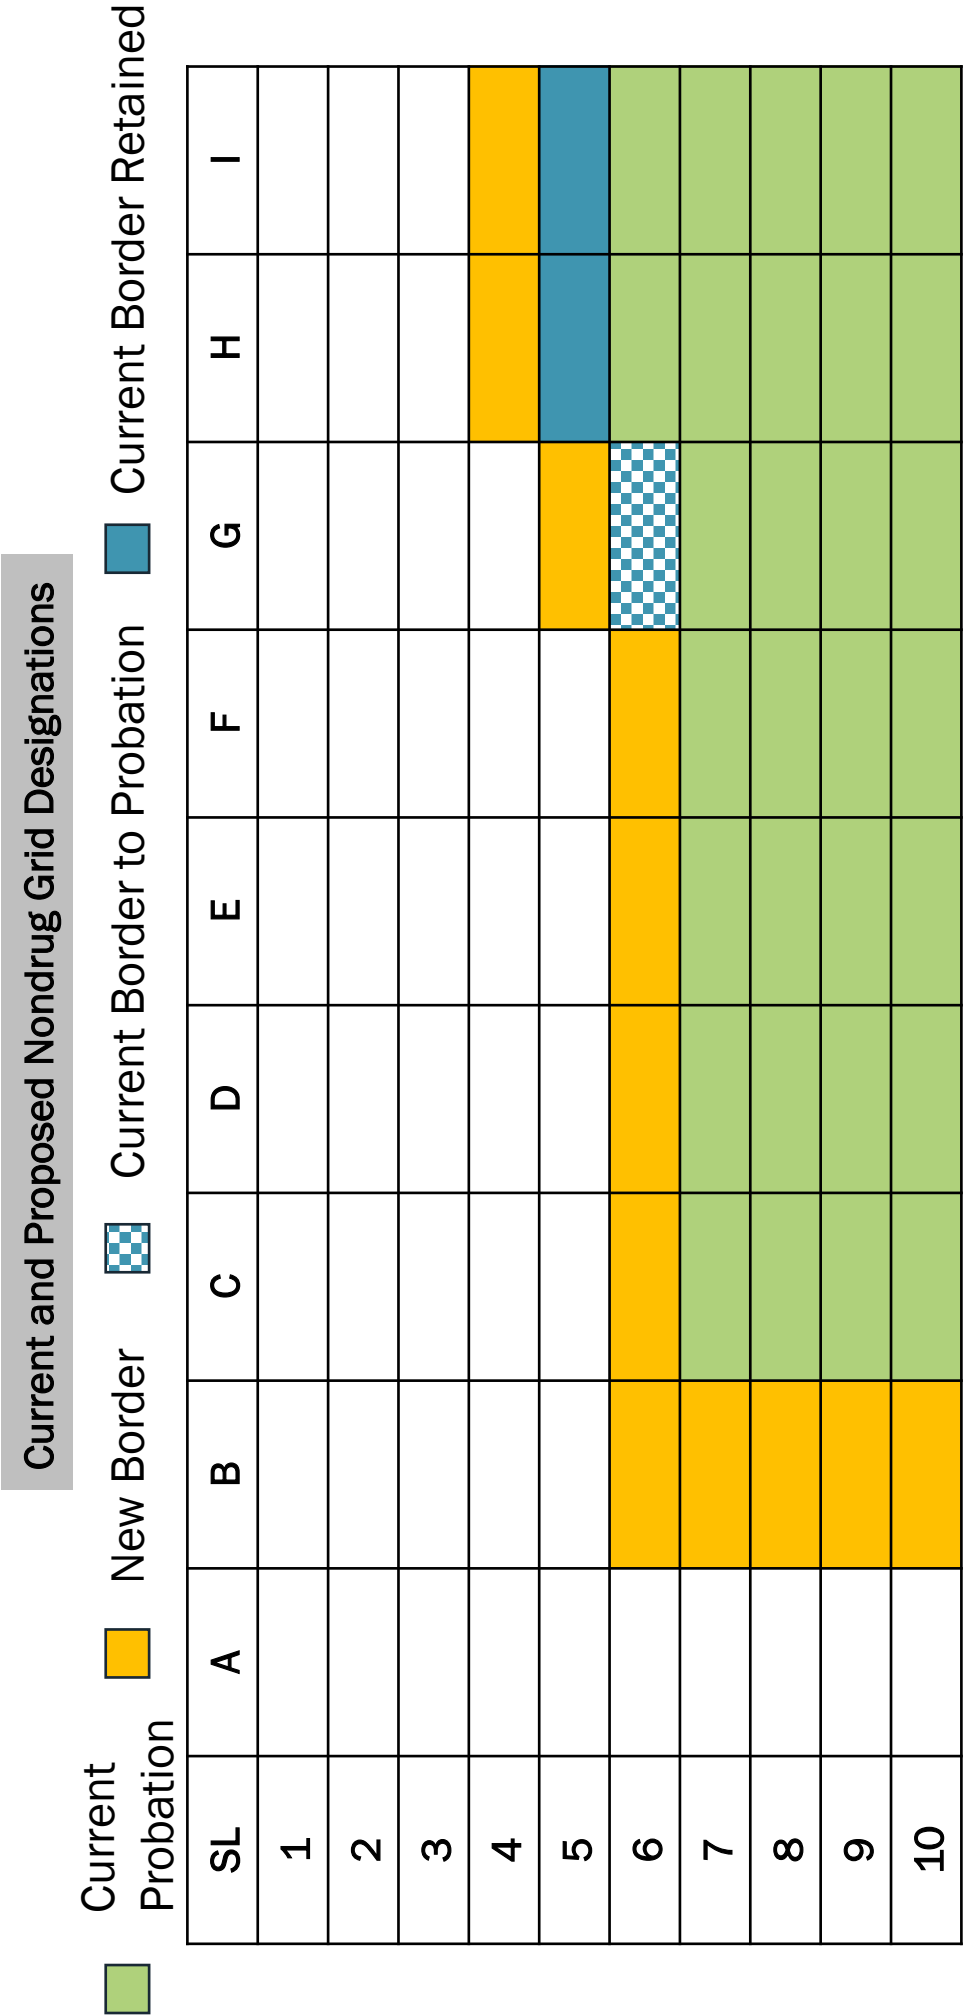 Current and Proposed Nondrug Grid Designations
Current
Probation
New Border
Current Border to Probation
Current Border Retained
SL A B C D E F G H I
1
2
3
4
5
6
7
8
9
10